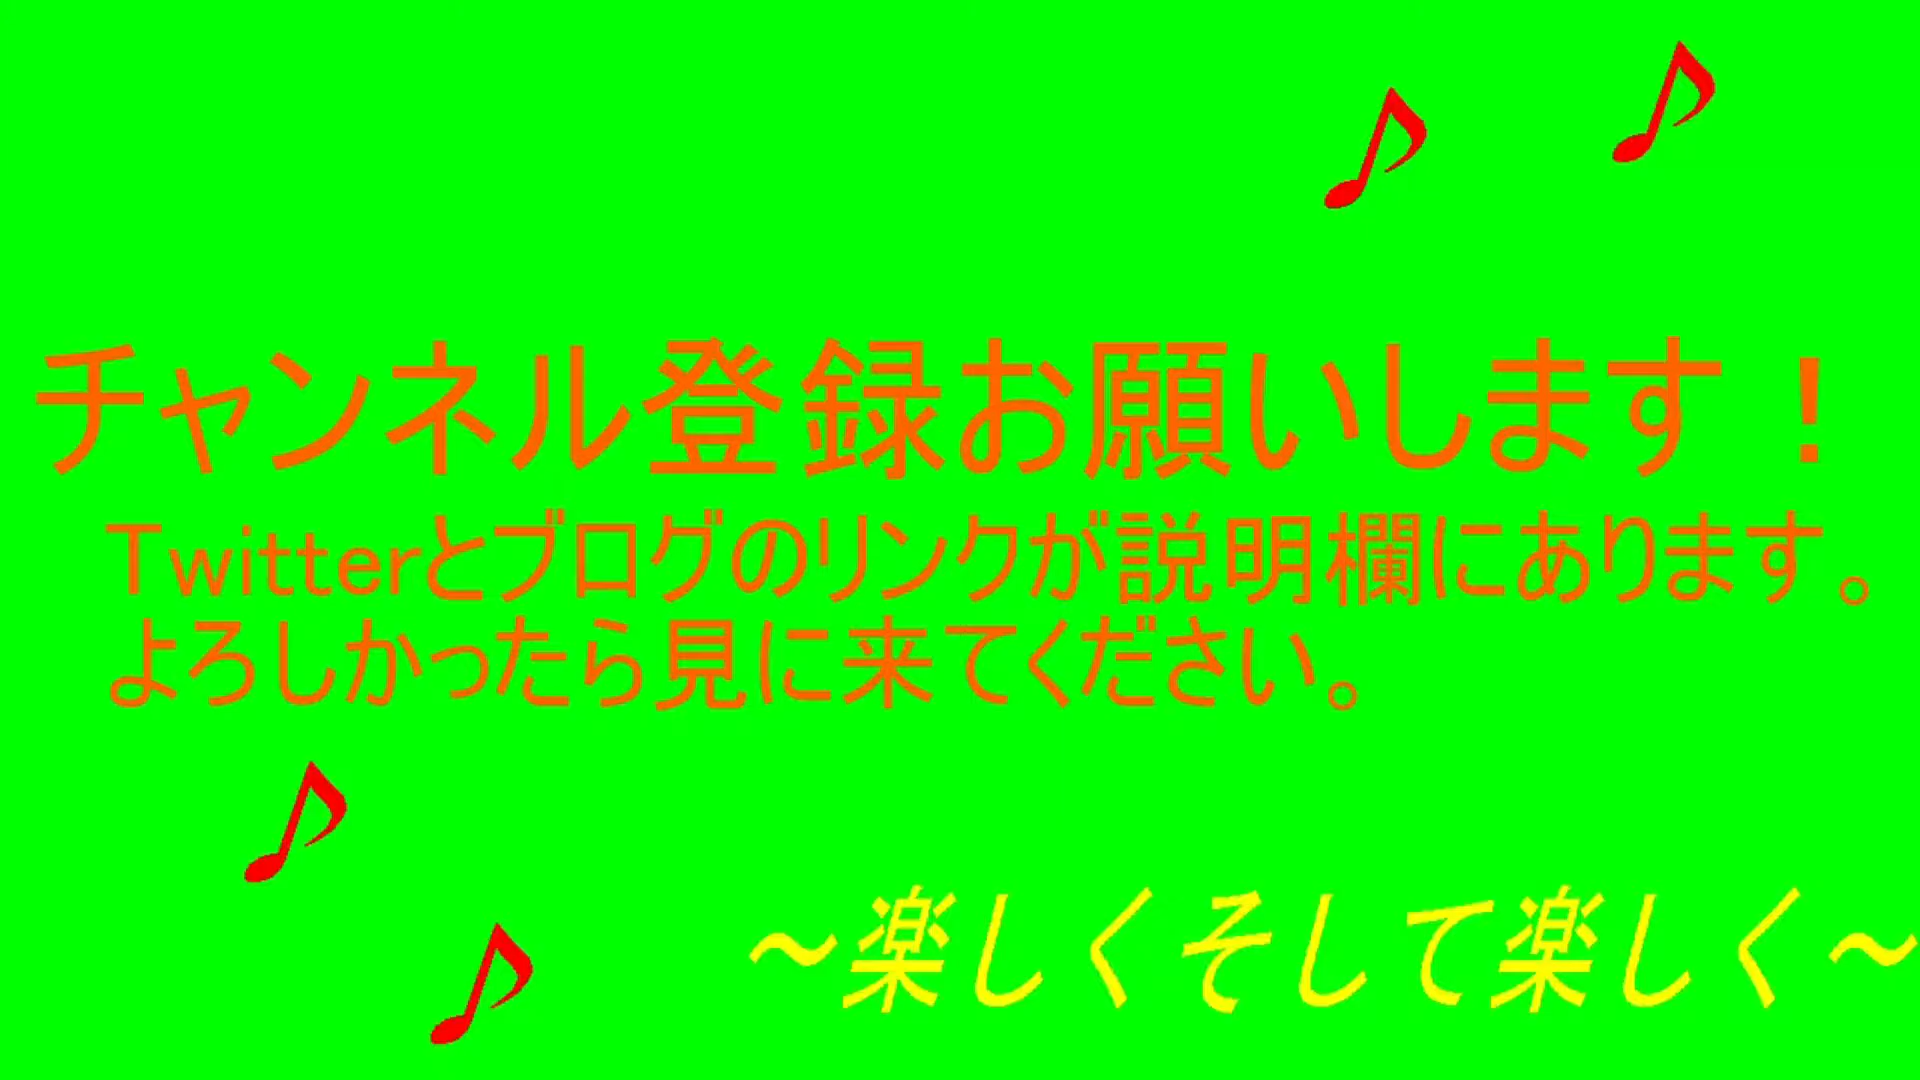 チャンネル登録お願いします！
Twitterとブログのリンクが説明欄にあります。
よろしかったら見に来てください。
～楽しくそして楽しく～